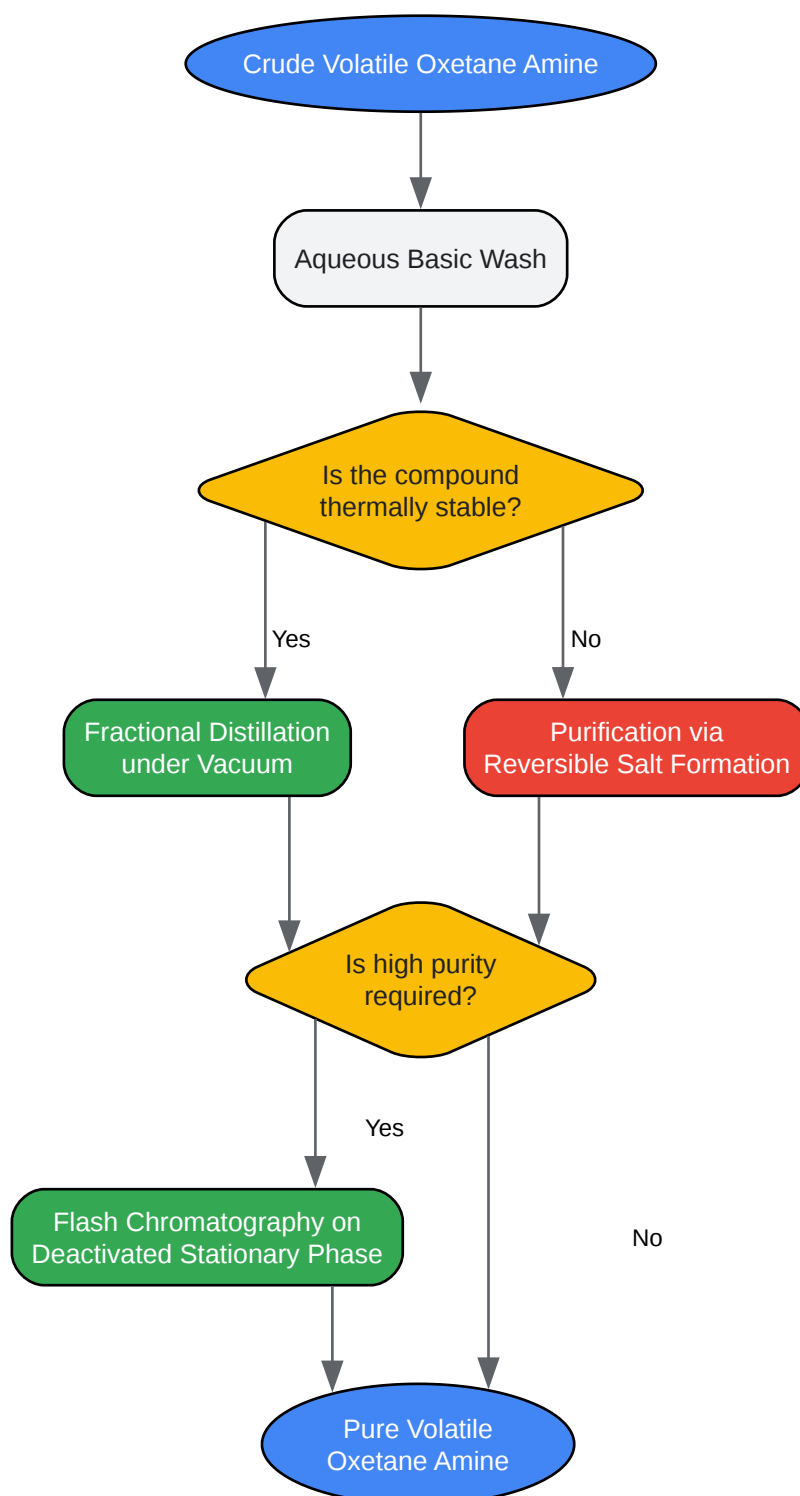 Crude Volatile Oxetane Amine
Aqueous Basic Wash
Is the compound
thermally stable?
Yes
No
Fractional Distillation
under Vacuum
Purification via
Reversible Salt Formation
Is high purity
required?
Yes
Flash Chromatography on
Deactivated Stationary Phase
No
Pure Volatile
Oxetane Amine